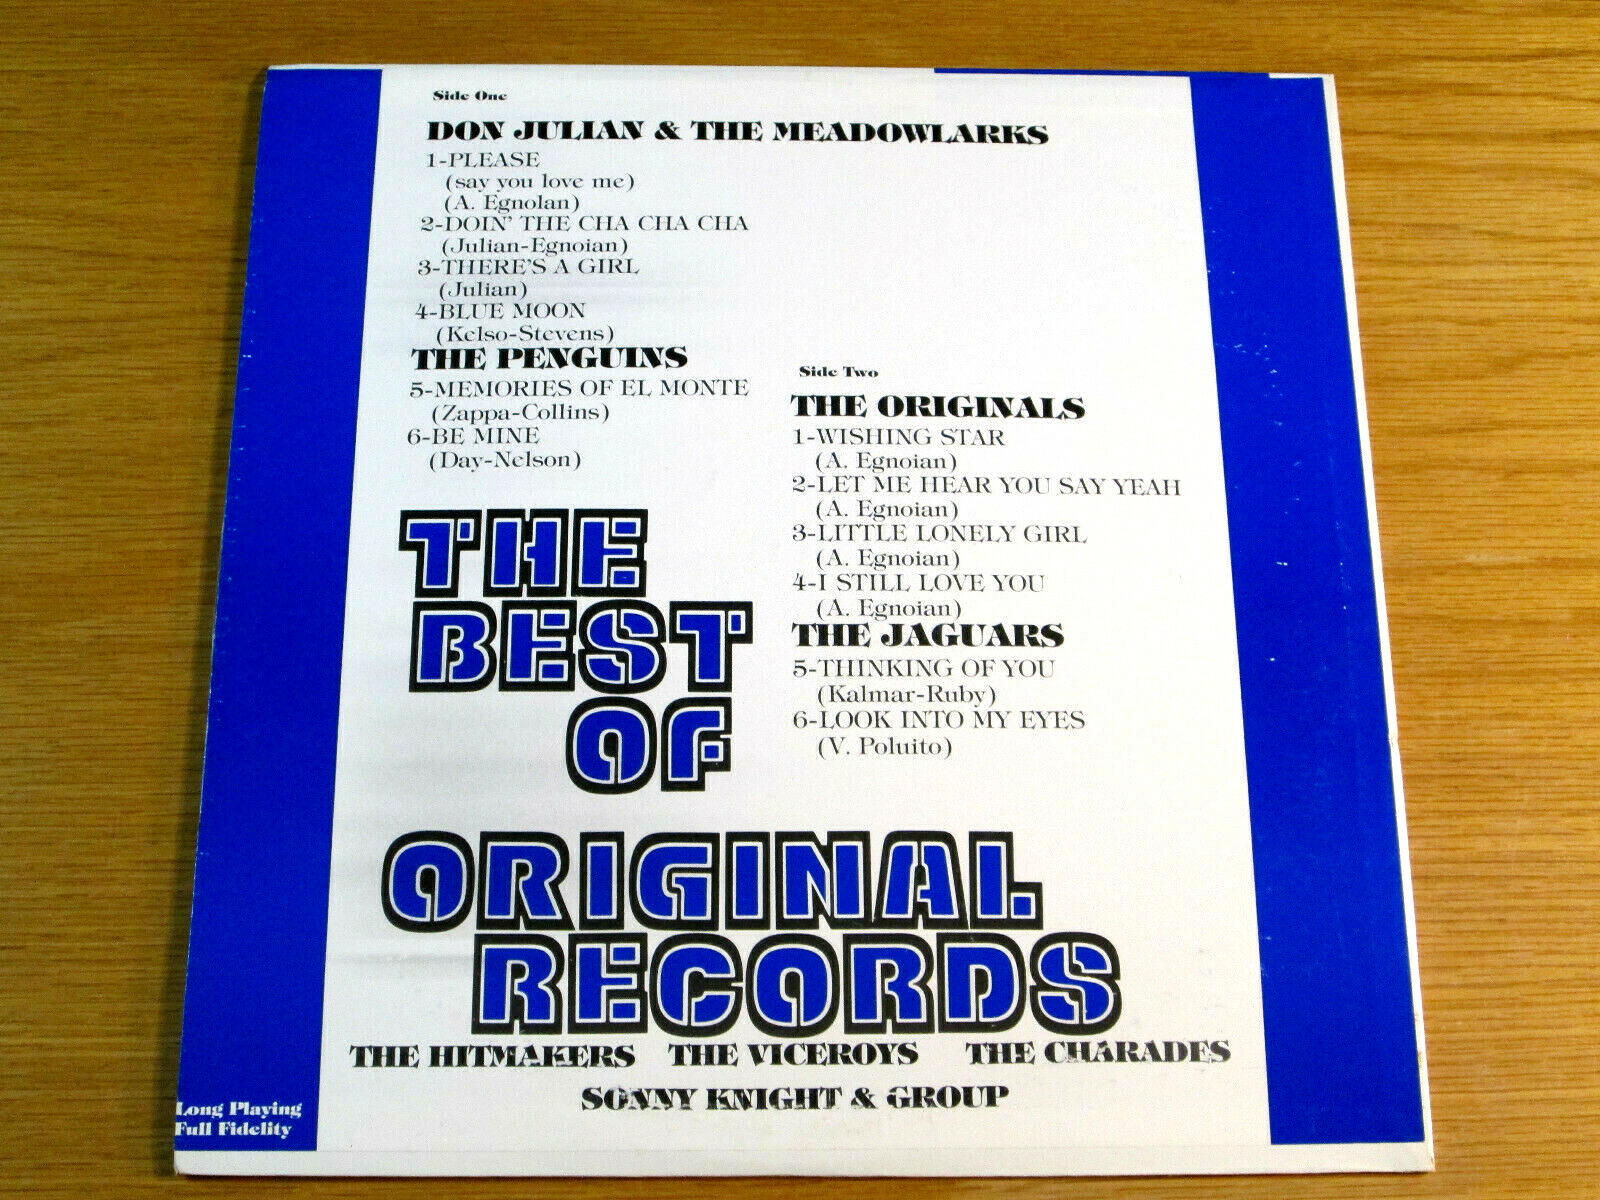 Side One
DON JULIAN & THE MEADOWLARKS
1-PLEASE
(say you love me)
(A. Egnolan)
2-DOIN' THE CHA CHA CHA
(Julian-Egnoian)
3-THERE'S A GIRL
(Julian)
4-BLUE MOON
(Kelso-Stevens)
THE PENGUINS
5-MEMORIES OF EL MONTE
(Zappa-Collins)
6-BE MINE
(Day-Nelson)
Side Two
THE ORIGINALS
1-WISHING STAR
(A. Egnoian)
2-LET ME HEAR YOU SAY YEAH
(A. Egnoian)
3-LITTLE LONELY GIRL
(A. Egnoian)
4-I STILL LOVE YOU
(A. Egnoian)
THE JAGUARS
5-THINKING OF YOU
(Kalmar-Ruby)
6-LOOK INTO MY EYES
(V. Poluito)
THE
BEST
OF
ORIGINAL
RECORDS
THE HITMAKERS THE VICEROYS THE CHARADES
SONNY KNIGHT & GROUP
Long Playing
Full Fidelity